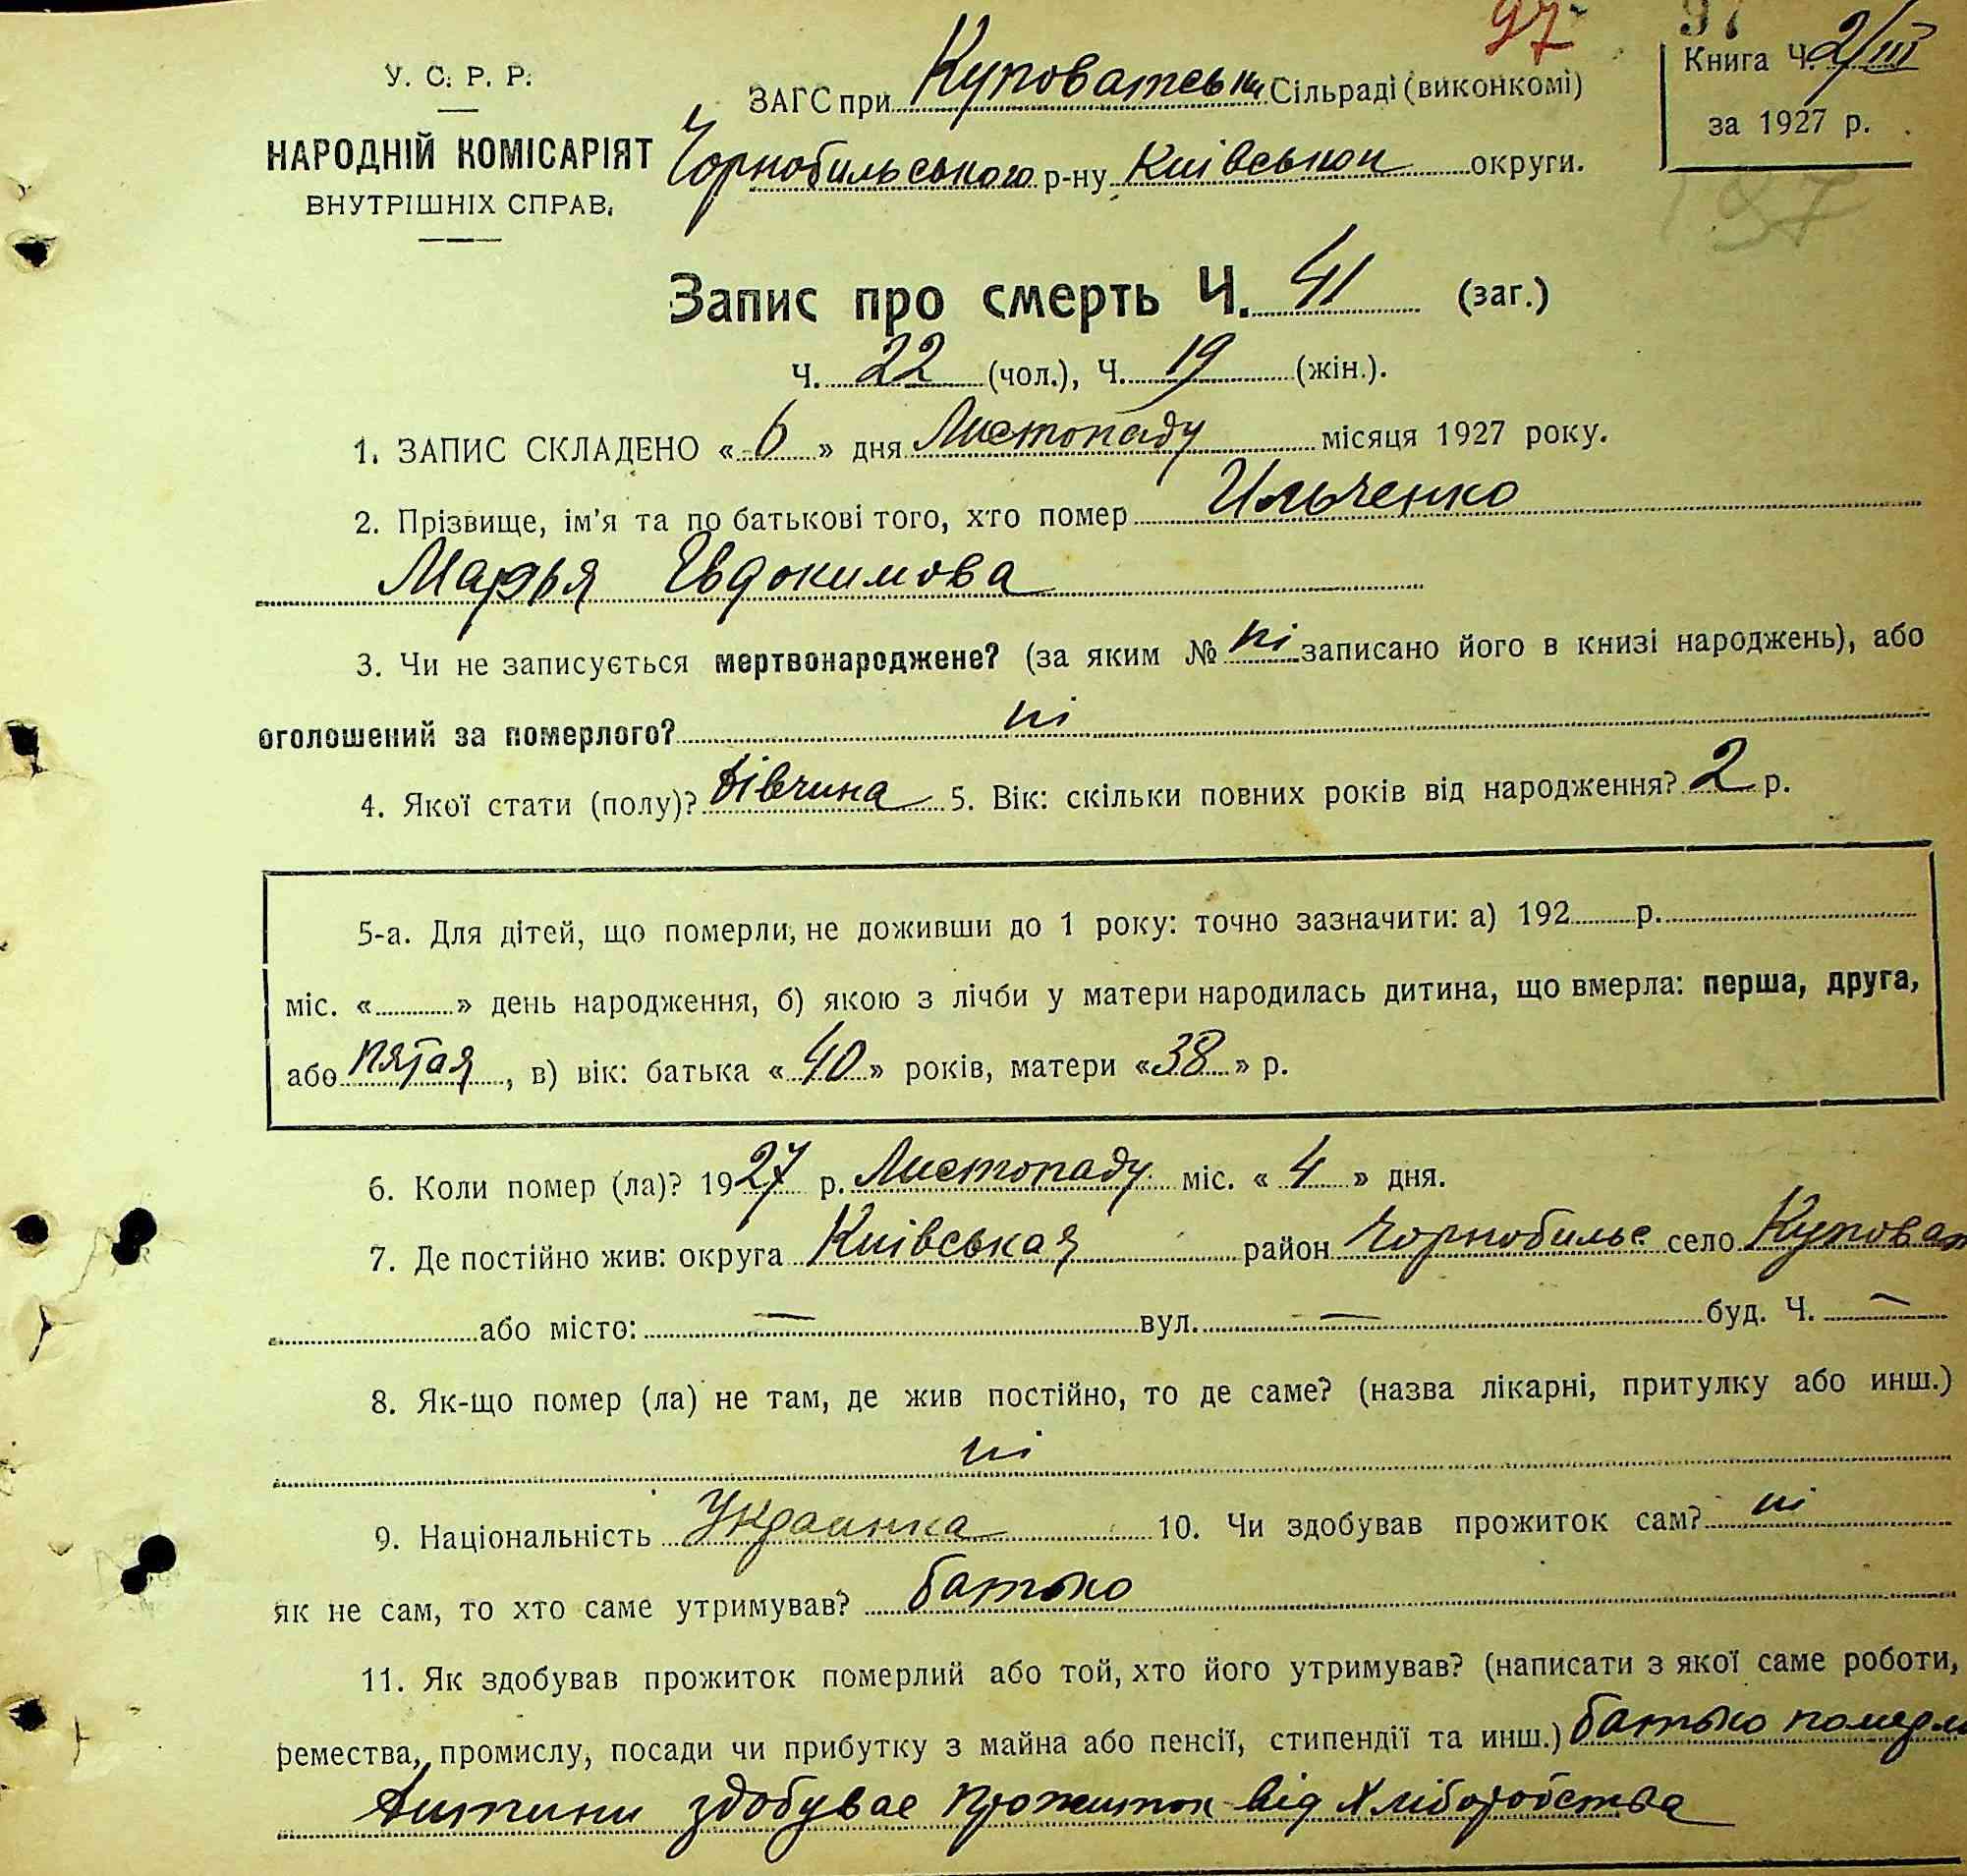 97
97
Книга Ч. 2/III
за 1927 р.
197
У. С. Р. Р.
НАРОДНІЙ КОМІСАРІЯТ
ВНУТРІШНІХ СПРАВ.
ЗАГС при Куповатськи Сільраді (виконкомі)
Чорнобильського р-ну Київськои округи.
Запис про смерть Ч. 41 (заг.)
Ч. 22 (чол.), Ч. 19 (жін.).
1. ЗАПИС СКЛАДЕНО « 6 » дня Листопаду місяця 1927 року.
2. Прізвище, ім'я та по батькові того, хто помер Ильченко
Марья Евдокимова
3. Чи не записується мертвонароджене? (за яким № ні записано його в книзі народжень), або
оголошений за померлого? ні
4. Якої стати (полу)? Дівчина 5. Вік: скільки повних років від народження? 2 р.
5-а. Для дітей, що померли, не доживши до 1 року: точно зазначити: а) 192 р.
міс. « » день народження, б) якою з лічби у матери народилась дитина, що вмерла: перша, друга,
або пятая, в) вік: батька « 40 » років, матери « 38 » р.
6. Коли помер (ла)? 1927 р. Листопаду міс. « 4 » дня.
7. Де постійно жив: округа Київськая район Чорнобильс село Куповат
або місто: — вул. — буд. Ч. —
8. Як-що помер (ла) не там, де жив постійно, то де саме? (назва лікарні, притулку або инш.)
ні
9. Національність Украинка 10. Чи здобував прожиток сам? ні
як не сам, то хто саме утримував? батько
11. Як здобував прожиток померлий або той, хто його утримував? (написати з якої саме роботи,
ремества, промислу, посади чи прибутку з майна або пенсії, стипендії та инш.) батько померло
дитини здобувае прожиток від Хліборобства